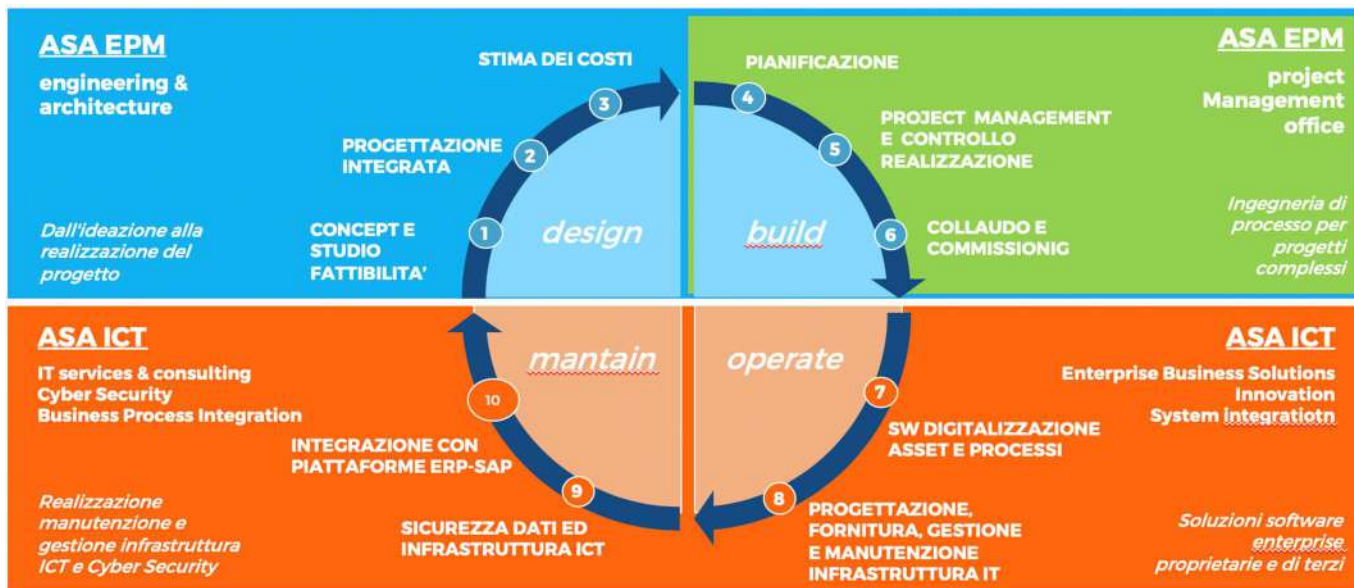 ASA EPM
engineering &
architecture
Dall'ideazione alla
realizzazione del
progetto
STIMA DEI COSTI
3
PROGETTAZIONE
INTEGRATA
2
CONCEPT E
STUDIO
FATTIBILITA’
1
design
ASA EPM
project
Management
office
Ingegneria di
processo per
progetti
complessi
PIANIFICAZIONE
4
PROJECT MANAGEMENT
E CONTROLLO
REALIZZAZIONE
5
COLLAUDO E
COMMISSIONIG
6
build
ASA ICT
IT services & consulting
Cyber Security
Business Process Integration
Realizzazione
manutenzione e
gestione infrastruttura
ICT e Cyber Security
mantain
10
INTEGRAZIONE CON
PIATTAFORME ERP-SAP
9
SICUREZZA DATI ED
INFRASTRUTTURA ICT
ASA ICT
Enterprise Business Solutions
Innovation
System integratiotn
Soluzioni software
enterprise
proprietarie e di terzi
operate
7
SW DIGITALIZZAZIONE
ASSET E PROCESSI
8
PROGETTAZIONE,
FORNITURA, GESTIONE
E MANUTENZIONE
INFRASTRUTTURA IT